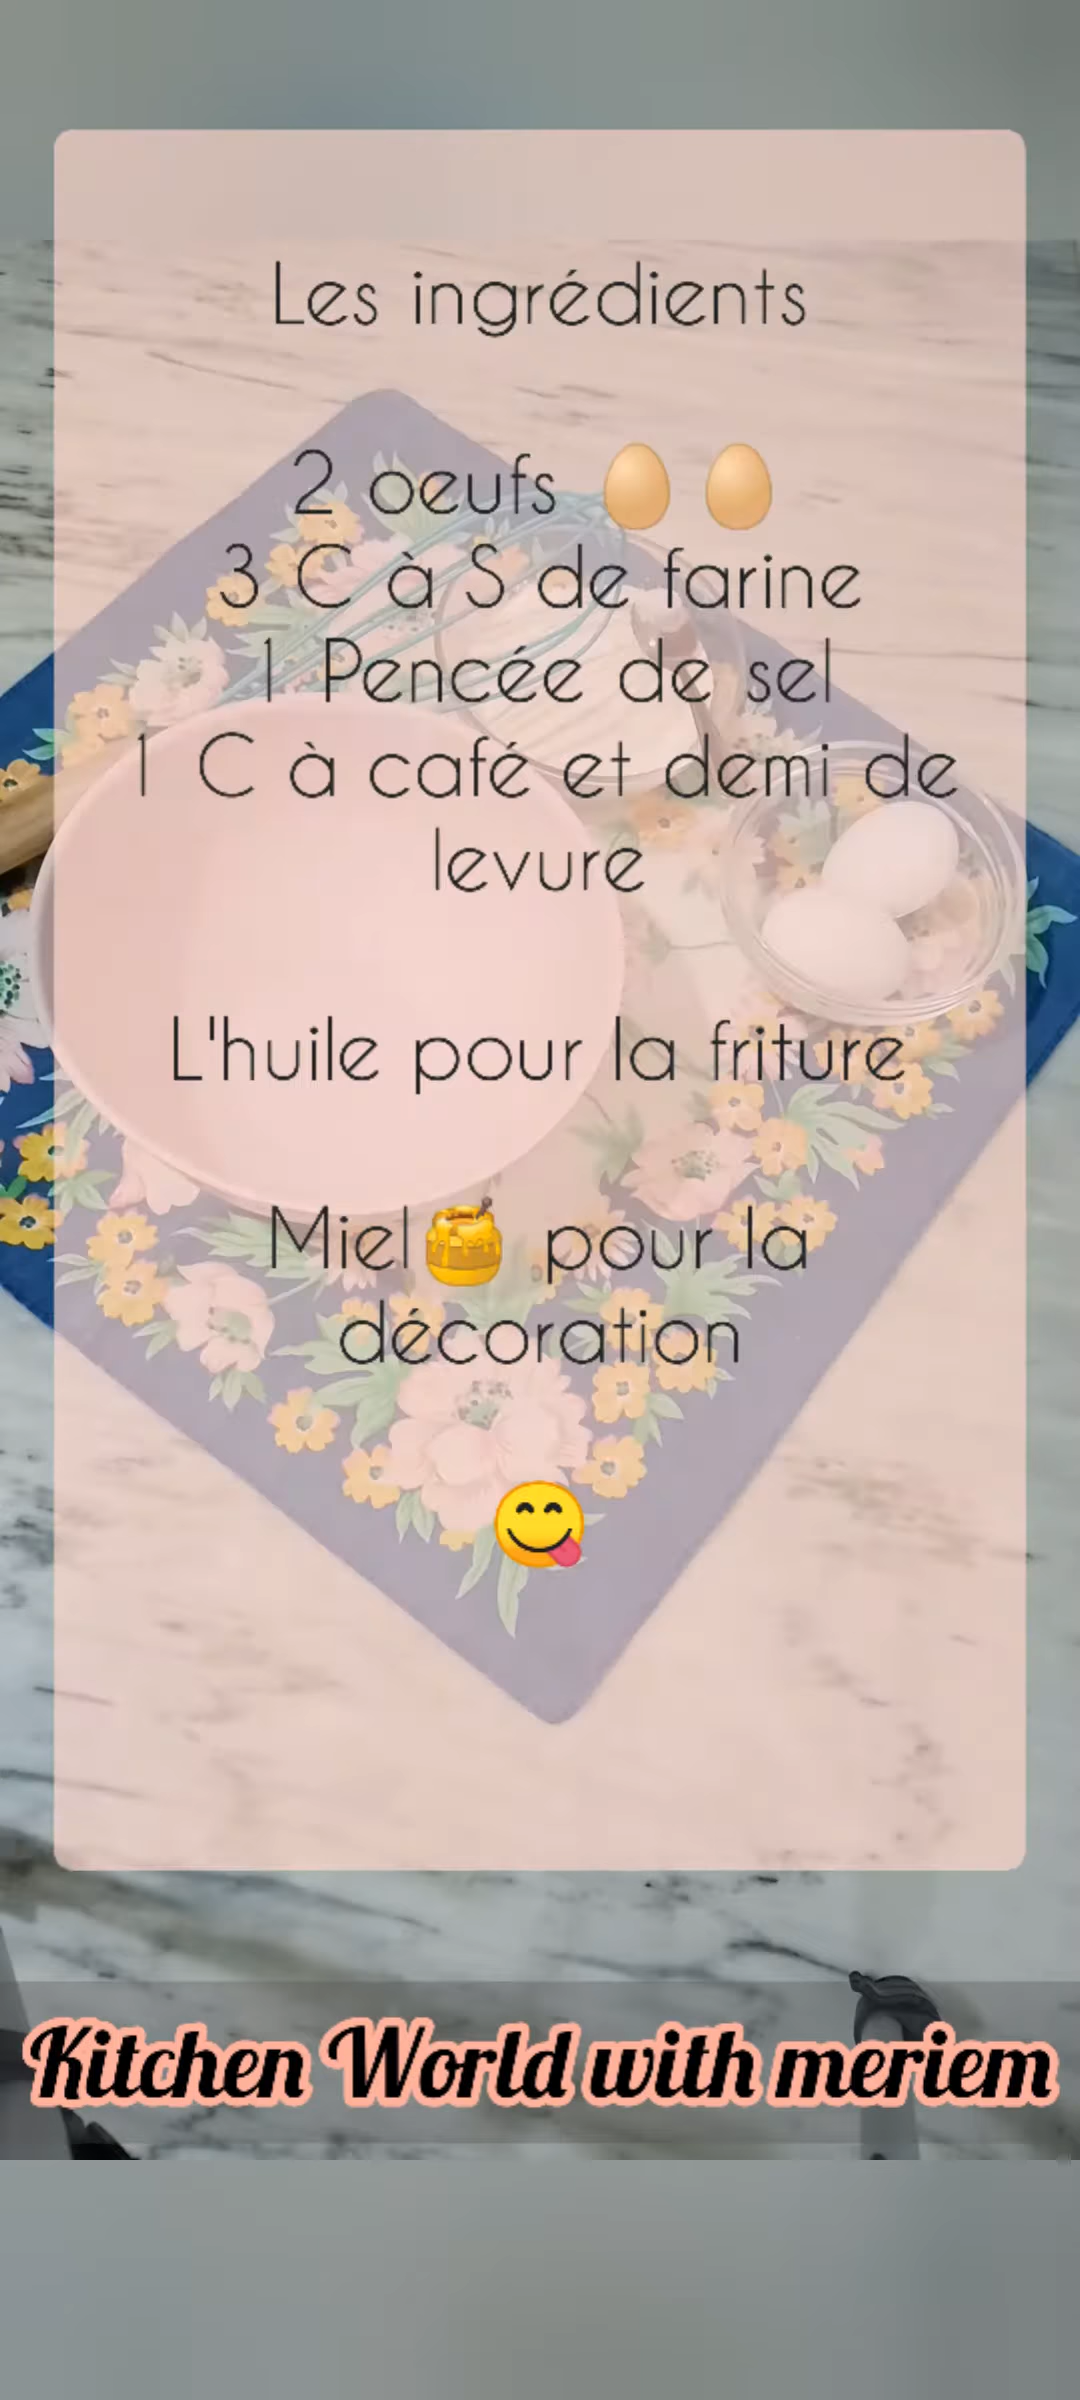 Les ingrédients
2 oeufs 🥚 🥚
3 C à S de farine
1 Pencée de sel
1 C à café et demi de
levure
L'huile pour la friture
Miel🍯 pour la
décoration
😋
Kitchen World with meriem